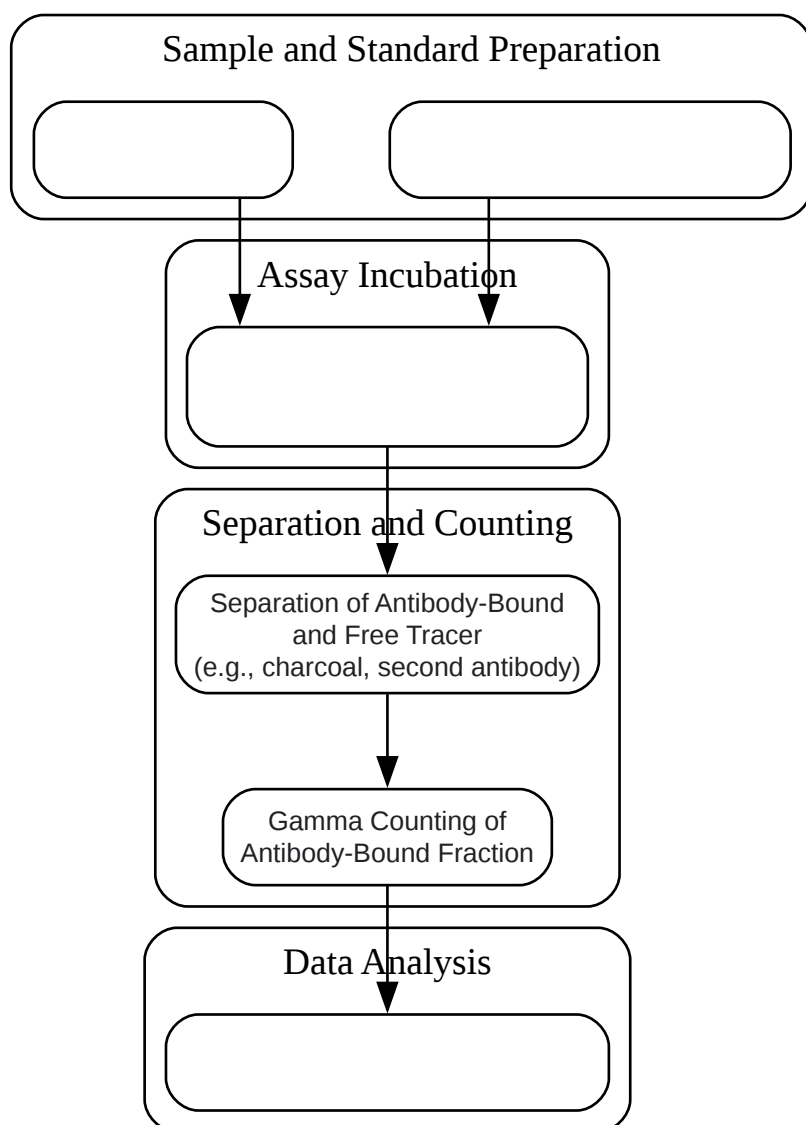 Sample and Standard Preparation
Assay Incubation
Separation and Counting
Separation of Antibody-Bound
and Free Tracer
(e.g., charcoal, second antibody)
Gamma Counting of
Antibody-Bound Fraction
Data Analysis